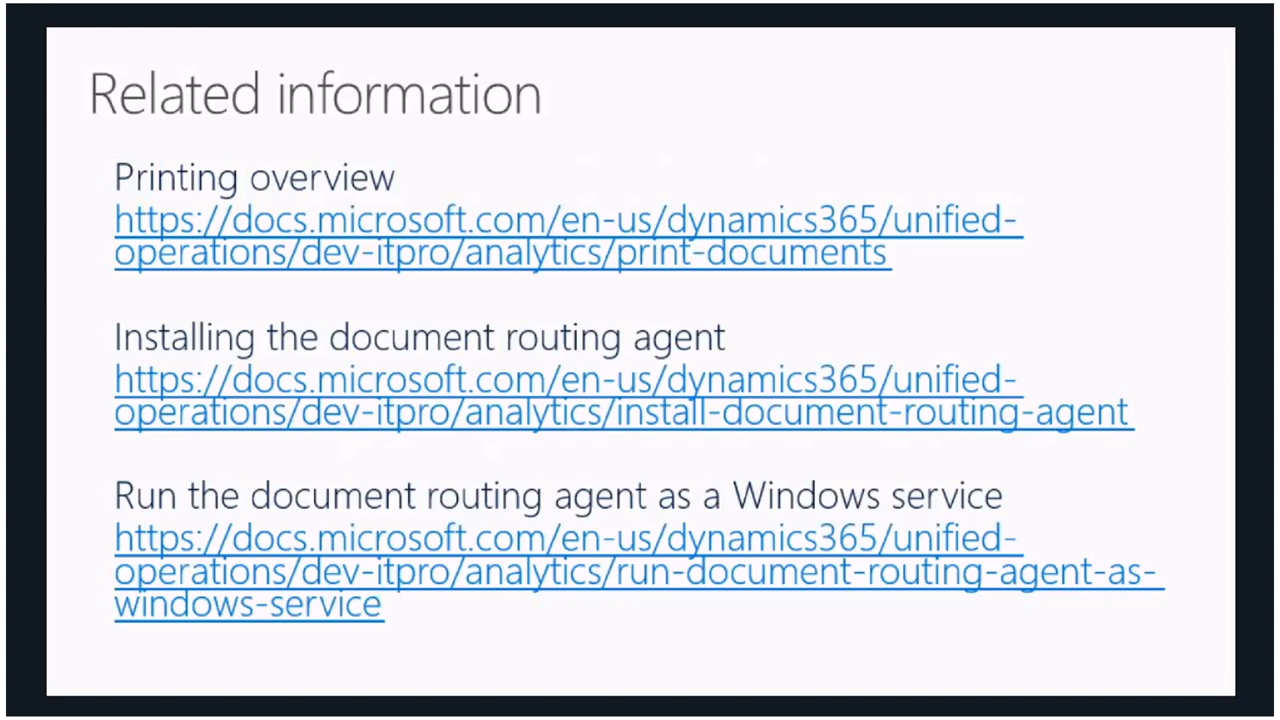 Related information
Printing overview
https://docs.microsoft.com/en-us/dynamics365/unified-
operations/dev-itpro/analytics/print-documents
Installing the document routing agent
https://docs.microsoft.com/en-us/dynamics365/unified-
operations/dev-itpro/analytics/install-document-routing-agent
Run the document routing agent as a Windows service
https://docs.microsoft.com/en-us/dynamics365/unified-
operations/dev-itpro/analytics/run-document-routing-agent-as-
windows-service